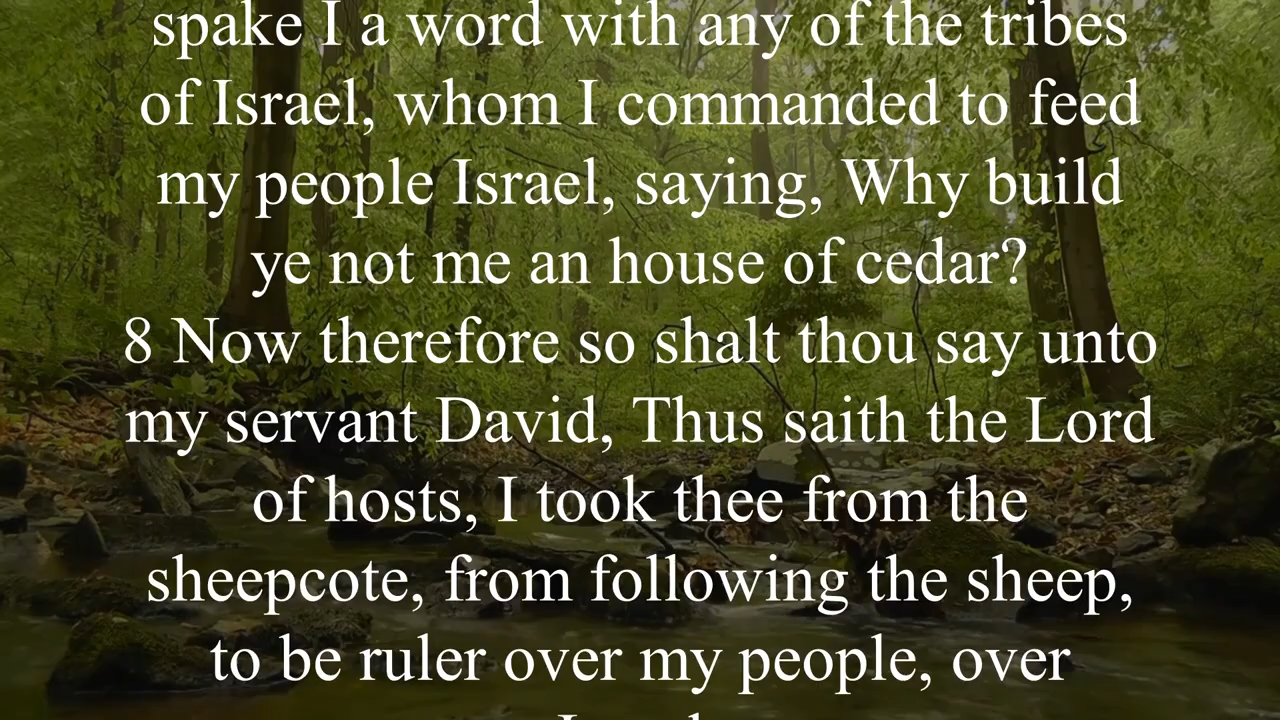 spake I a word with any of the tribes
of Israel, whom I commanded to feed
my people Israel, saying, Why build
ye not me an house of cedar?
8 Now therefore so shalt thou say unto
my servant David, Thus saith the Lord
of hosts, I took thee from the
sheepcote, from following the sheep,
to be ruler over my people, over